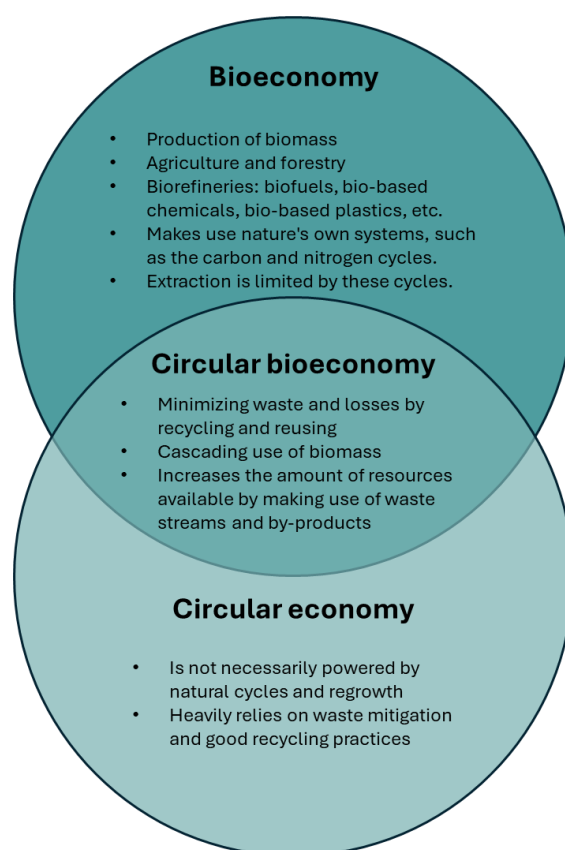 Bioeconomy
• Production of biomass
• Agriculture and forestry
• Biorefineries: biofuels, bio-based
chemicals, bio-based plastics, etc.
• Makes use nature's own systems, such
as the carbon and nitrogen cycles.
• Extraction is limited by these cycles.
Circular bioeconomy
• Minimizing waste and losses by
recycling and reusing
• Cascading use of biomass
• Increases the amount of resources
available by making use of waste
streams and by-products
Circular economy
• Is not necessarily powered by
natural cycles and regrowth
• Heavily relies on waste mitigation
and good recycling practices